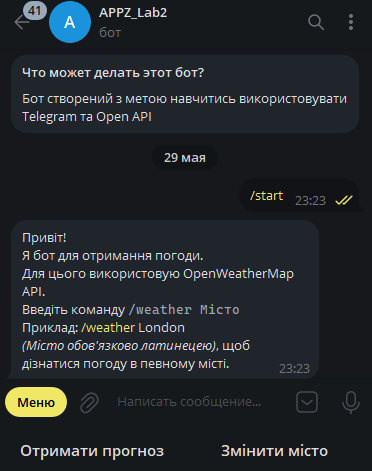 41
A
APPZ_Lab2
бот
Что может делать этот бот?
Бот створений з метою навчитись використовувати
Telegram та Open API
29 мая
/start 23:23
Привіт!
Я бот для отримання погоди.
Для цього використовую OpenWeatherMap
API.
Введіть команду /weather Місто
Приклад: /weather London
(Місто обов'язково латинецею), щоб
дізнатися погоду в певному місті.
23:23
Меню
Написать сообщение...
Отримати прогноз
Змінити місто